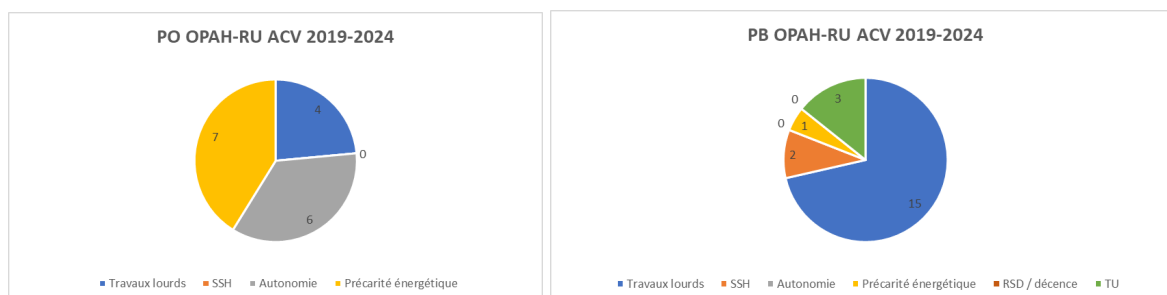 PO OPAH-RU ACV 2019-2024
4
0
6
7
Travaux lourds SSH Autonomie Précarité énergétique
PB OPAH-RU ACV 2019-2024
0
3
0
1
2
15
Travaux lourds SSH Autonomie Précarité énergétique RSD / décence TU